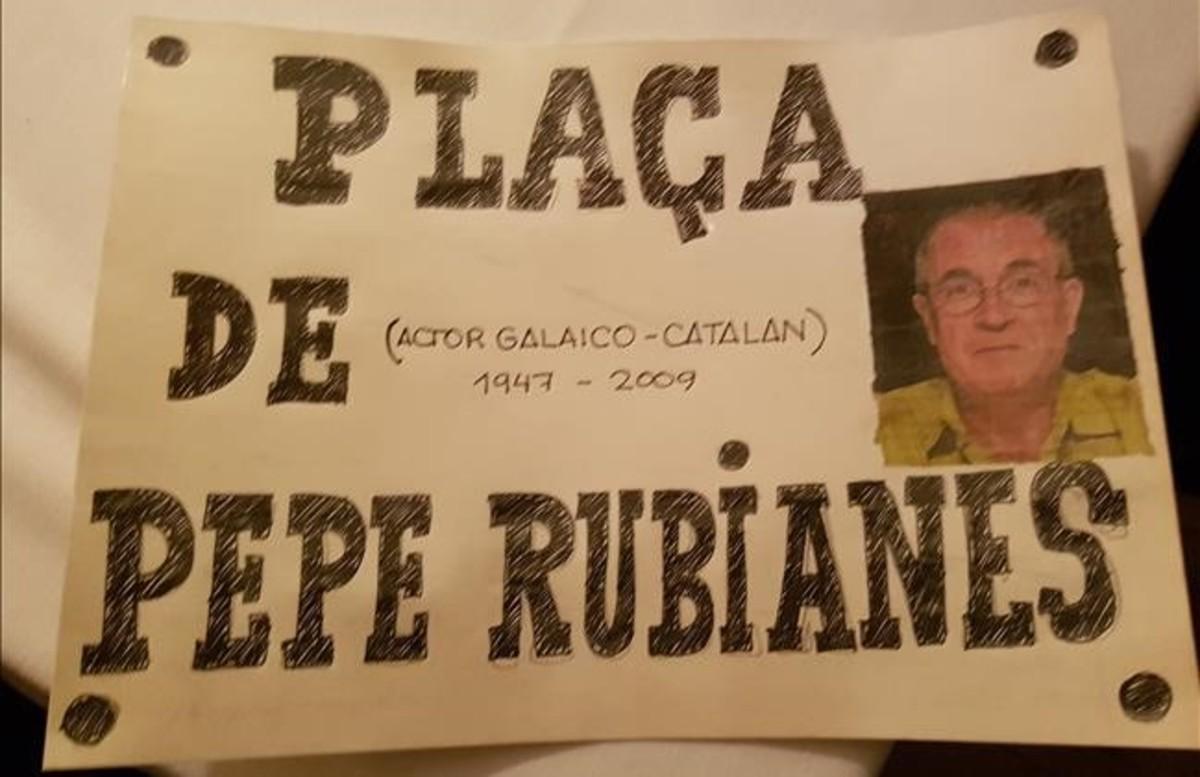 PLAÇA
DE
(ACTOR GALAICO-CATALAN)
1947 - 2009
PEPE RUBiANES